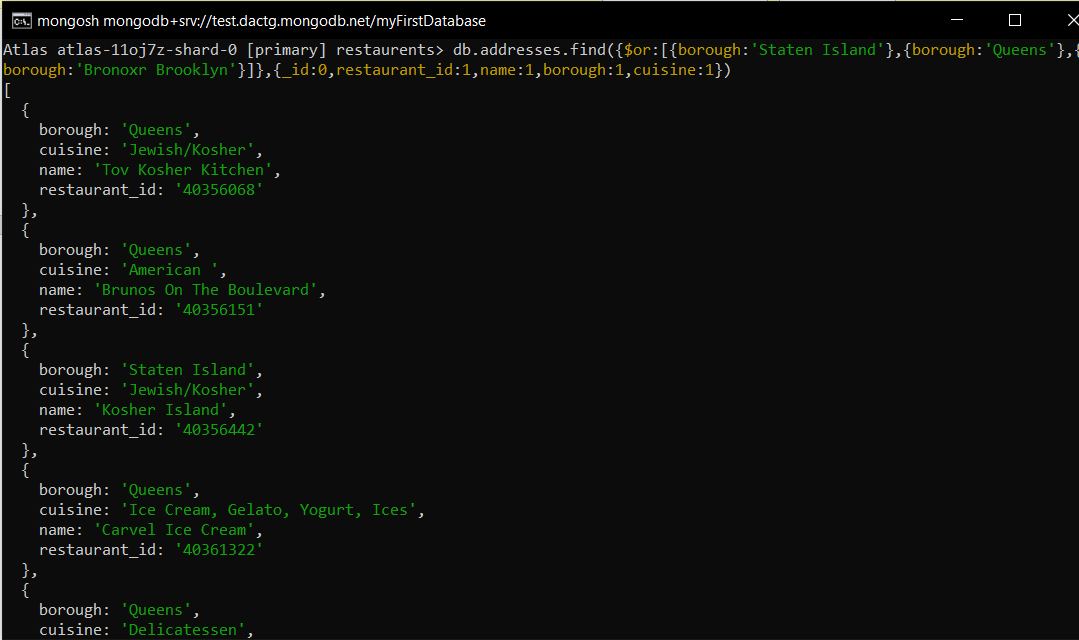 mongosh mongodb+srv://test.dactg.mongodb.net/myFirstDatabase
Atlas atlas-11oj7z-shard-0 [primary] restaurents> db.addresses.find({$or:[{borough:'Staten Island'},{borough:'Queens'},{
borough:'Bronoxr Brooklyn'}]},{_id:0,restaurant_id:1,name:1,borough:1,cuisine:1})
[
  {
    borough: 'Queens',
    cuisine: 'Jewish/Kosher',
    name: 'Tov Kosher Kitchen',
    restaurant_id: '40356068'
  },
  {
    borough: 'Queens',
    cuisine: 'American ',
    name: 'Brunos On The Boulevard',
    restaurant_id: '40356151'
  },
  {
    borough: 'Staten Island',
    cuisine: 'Jewish/Kosher',
    name: 'Kosher Island',
    restaurant_id: '40356442'
  },
  {
    borough: 'Queens',
    cuisine: 'Ice Cream, Gelato, Yogurt, Ices',
    name: 'Carvel Ice Cream',
    restaurant_id: '40361322'
  },
  {
    borough: 'Queens',
    cuisine: 'Delicatessen',